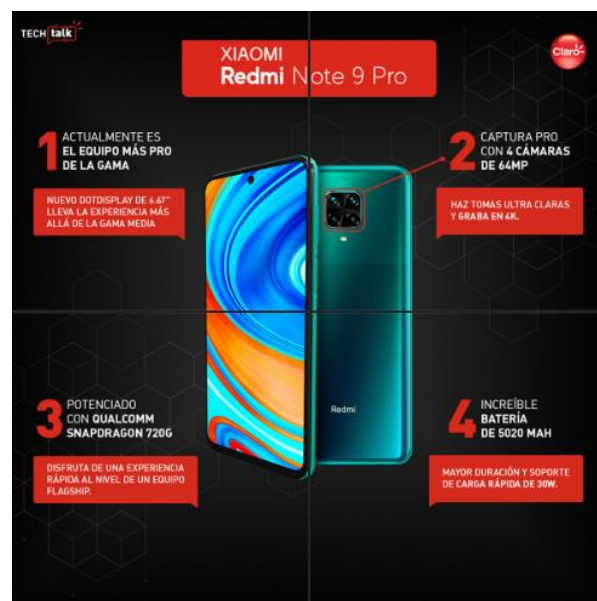 TECH talk
Claro
XIAOMI
Redmi Note 9 Pro
1
ACTUALMENTE ES
EL EQUIPO MÁS PRO
DE LA GAMA
NUEVO DOTDISPLAY DE 6.67"
LLEVA LA EXPERIENCIA MÁS
ALLÁ DE LA GAMA MEDIA
2
CAPTURA PRO
CON 4 CÁMARAS
DE 64MP
HAZ TOMAS ULTRA CLARAS
Y GRABA EN 4K.
Redmi
3
POTENCIADO
CON QUALCOMM
SNAPDRAGON 720G
DISFRUTA DE UNA EXPERIENCIA
RÁPIDA AL NIVEL DE UN EQUIPO
FLAGSHIP.
4
INCREÍBLE
BATERÍA
DE 5020 MAH
MAYOR DURACIÓN Y SOPORTE
DE CARGA RÁPIDA DE 30W.